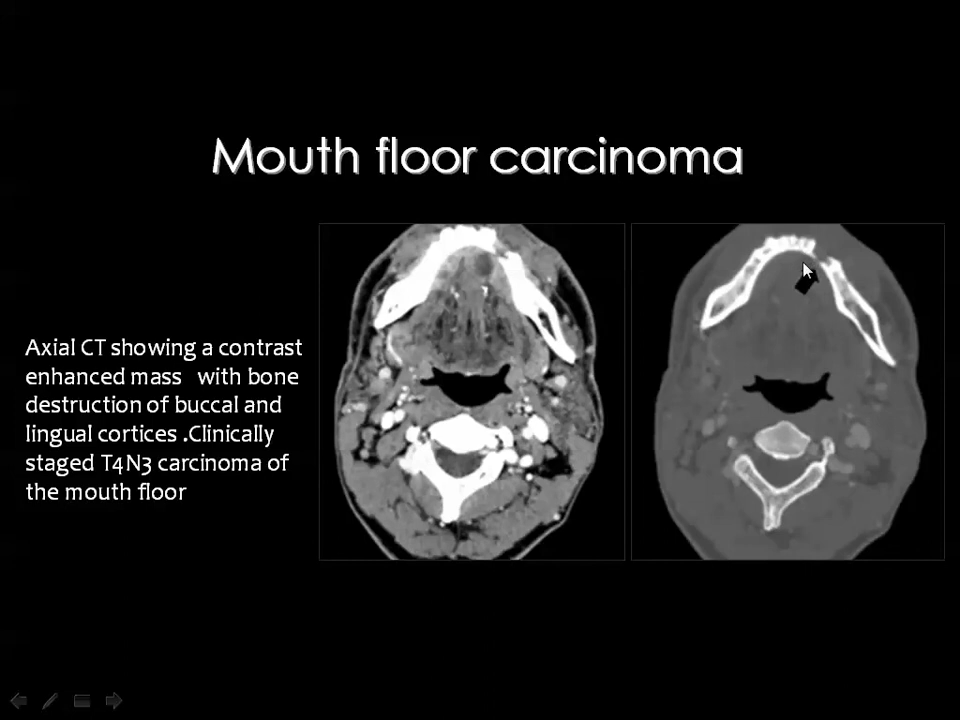 Mouth floor carcinoma
Axial CT showing a contrast
enhanced mass with bone
destruction of buccal and
lingual cortices .Clinically
staged T4N3 carcinoma of
the mouth floor